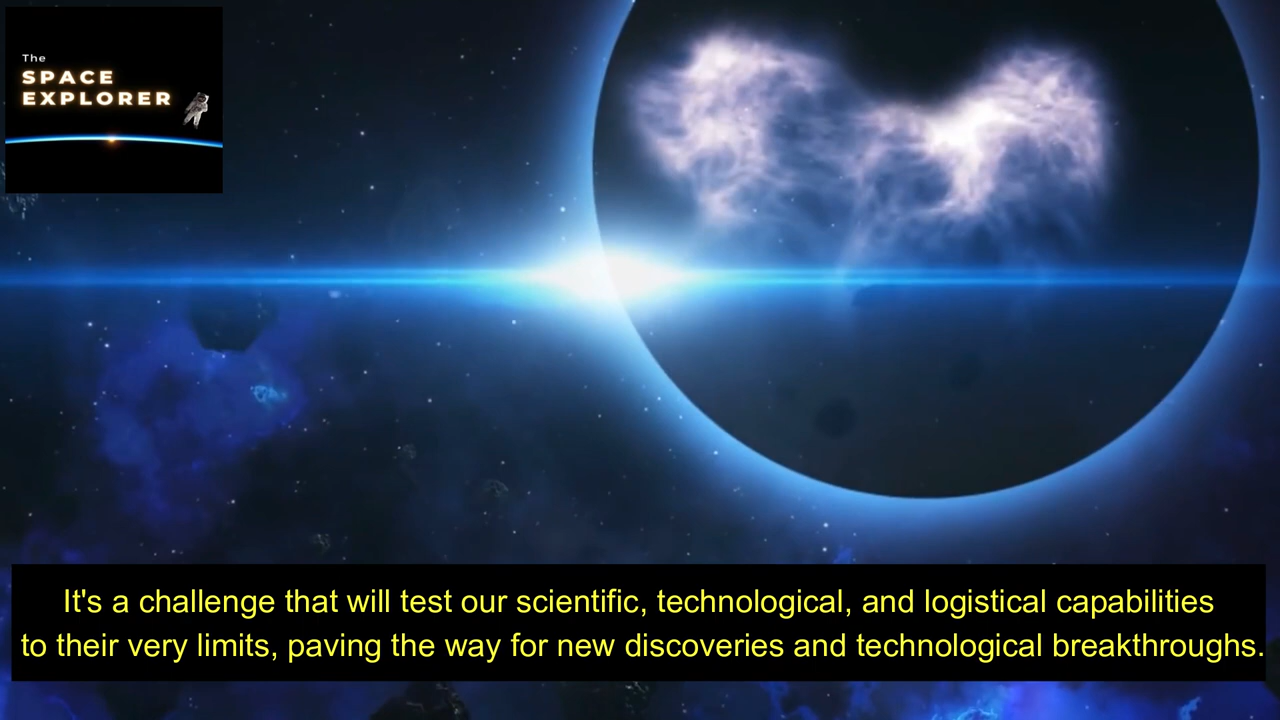 The
SPACE
EXPLORER
It's a challenge that will test our scientific, technological, and logistical capabilities
to their very limits, paving the way for new discoveries and technological breakthroughs.